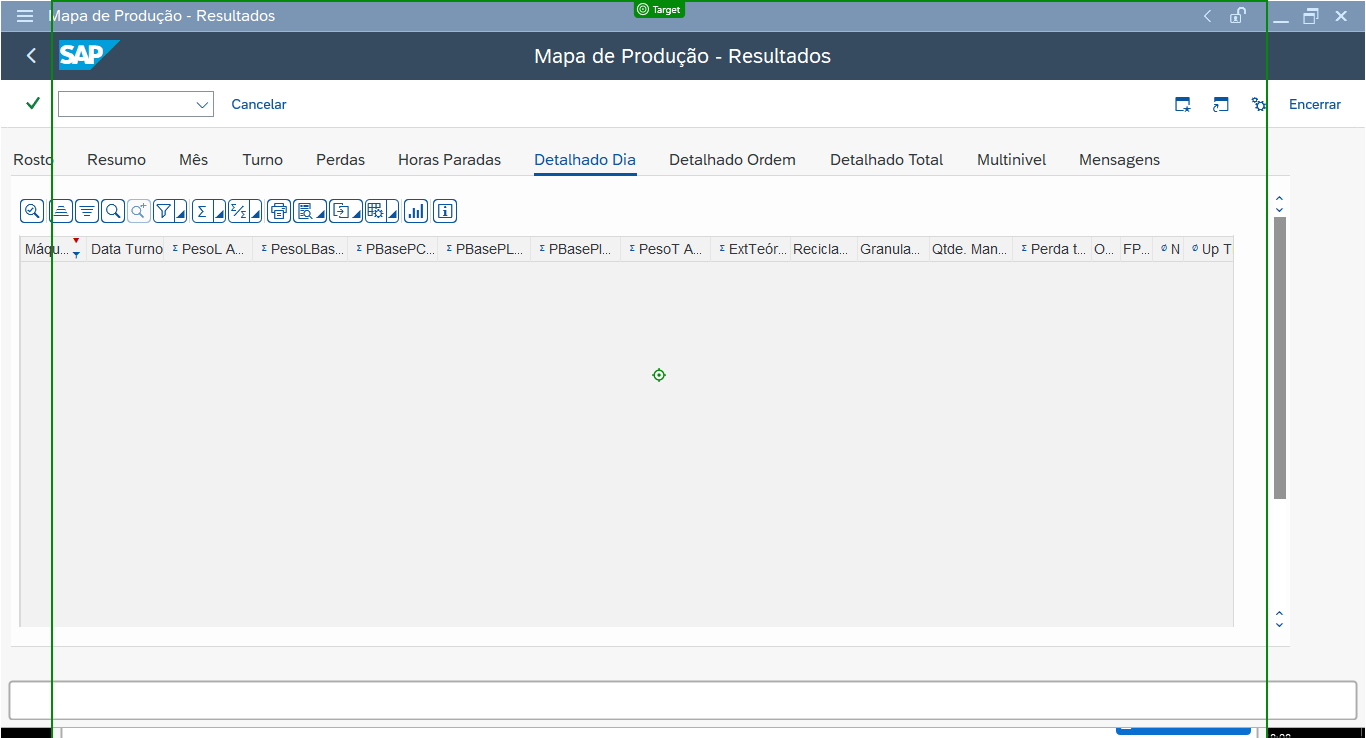 Mapa de Produção - Resultados
Target
SAP
Mapa de Produção - Resultados
Cancelar
Encerrar
Rosto Resumo Mês Turno Perdas Horas Paradas Detalhado Dia Detalhado Ordem Detalhado Total Multinivel Mensagens
Máqu... Data Turno Σ PesoL A... Σ PesoLBas... Σ PBasePC... Σ PBasePL... Σ PBasePI... Σ PesoT A... Σ ExtTeór... Recicla... Granula... Qtde. Man... Σ Perda t... O... FP... Ø N Ø Up T